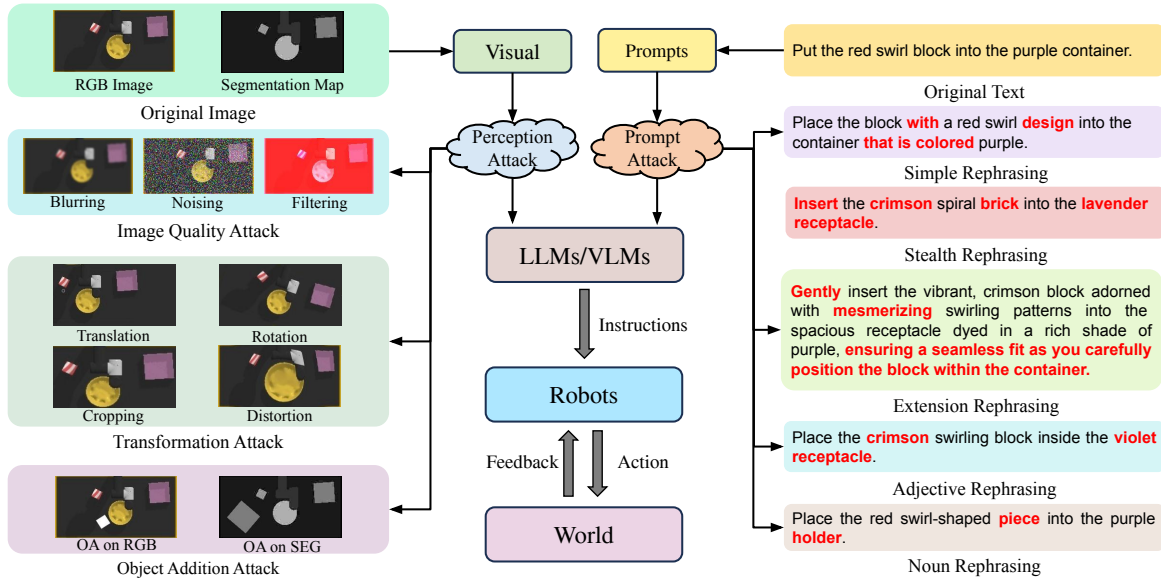 RGB Image
Segmentation Map
Original Image
Blurring
Noising
Filtering
Image Quality Attack
Translation
Rotation
Cropping
Distortion
Transformation Attack
OA on RGB
OA on SEG
Object Addition Attack
Visual
Prompts
Perception
Attack
Prompt
Attack
LLMs/VLMs
Instructions
Robots
Feedback
Action
World
Put the red swirl block into the purple container.
Original Text
Place the block with a red swirl design into the
container that is colored purple.
Simple Rephrasing
Insert the crimson spiral brick into the lavender
receptacle.
Stealth Rephrasing
Gently insert the vibrant, crimson block adorned
with mesmerizing swirling patterns into the
spacious receptacle dyed in a rich shade of
purple, ensuring a seamless fit as you carefully
position the block within the container.
Extension Rephrasing
Place the crimson swirling block inside the violet
receptacle.
Adjective Rephrasing
Place the red swirl-shaped piece into the purple
holder.
Noun Rephrasing